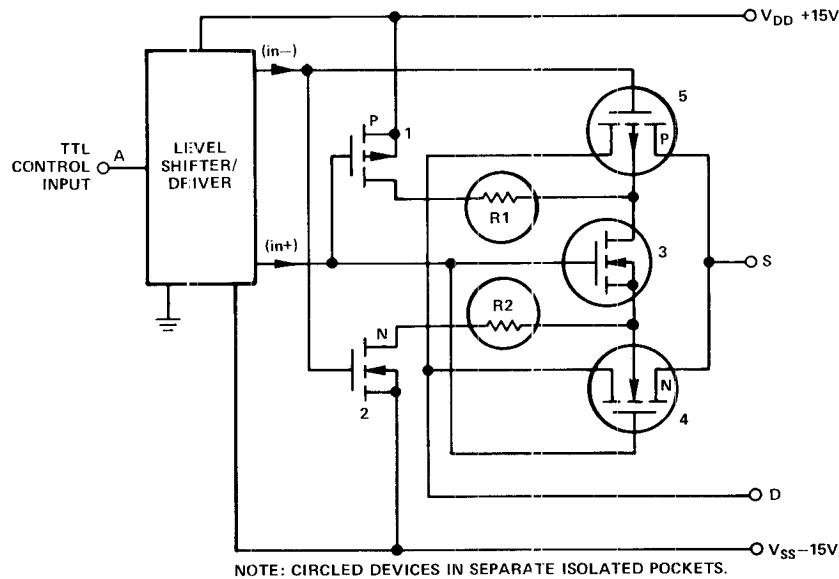 V_DD +15V
(in–)
5
P
1
P
TTL
CONTROL
INPUT
A
LEVEL
SHIFTER/
DRIVER
R1
(in+)
3
S
R2
N
N
2
4
D
V_SS–15V
NOTE: CIRCLED DEVICES IN SEPARATE ISOLATED POCKETS.